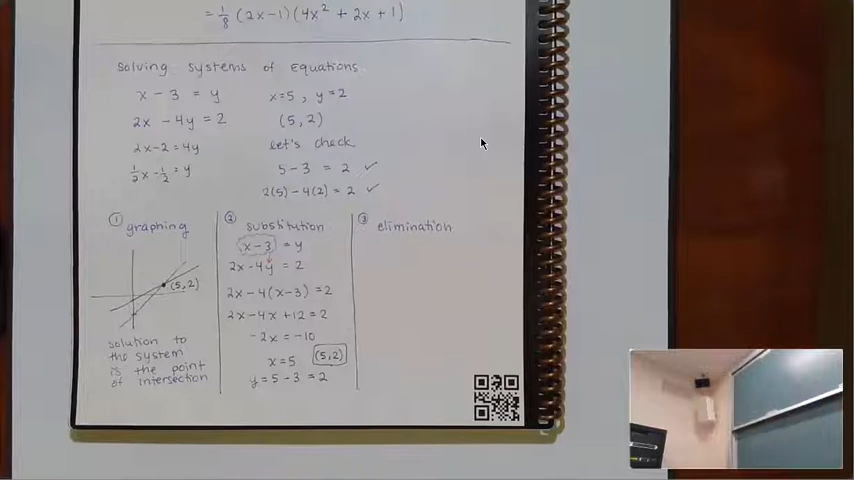 = 1/8 (2x-1)(4x² + 2x + 1)
solving systems of equations
x - 3 = y
2x - 4y = 2
2x - 2 = 4y
1/2x - 1/2 = y
x=5, y=2
(5,2)
let's check
5 - 3 = 2 ✓
2(5) - 4(2) = 2 ✓
① graphing
(5,2)
solution to
the system
is the point
of intersection
② substitution
x-3 = y
2x-4y = 2
2x-4(x-3) = 2
2x-4x+12 = 2
-2x = -10
x=5 (5,2)
y=5-3=2
③ elimination